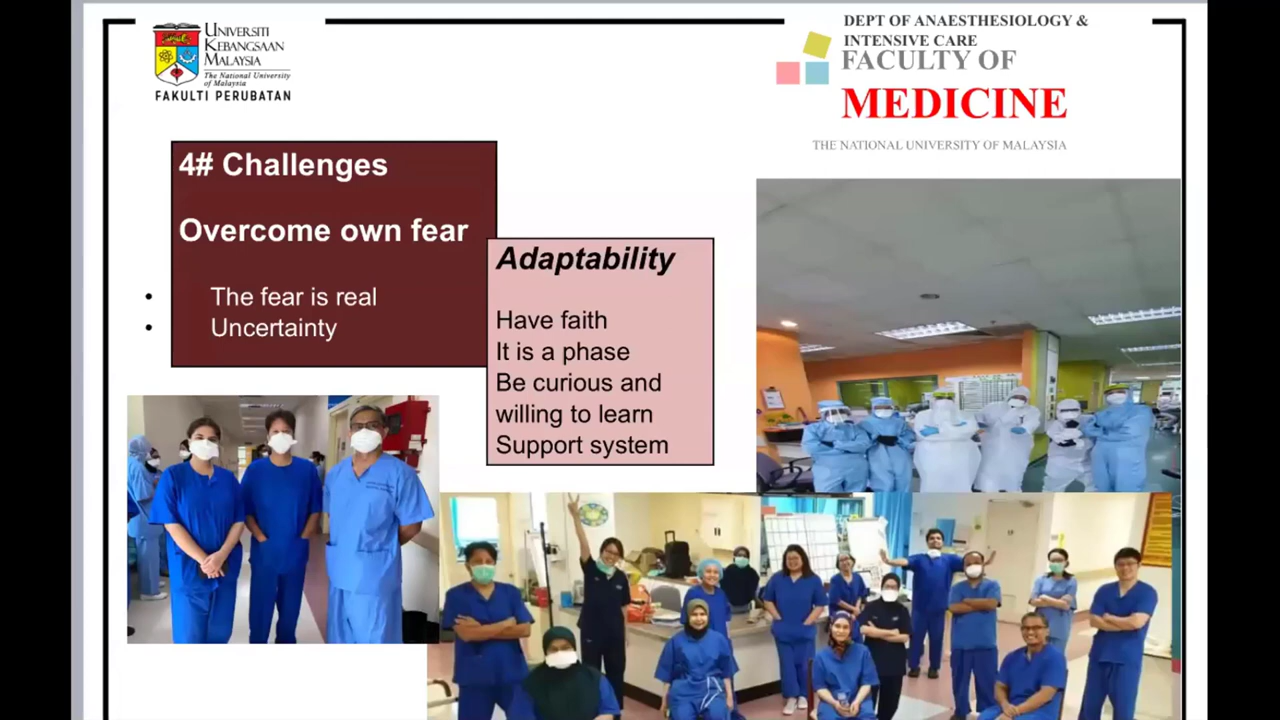 UNIVERSITI
KEBANGSAAN
MALAYSIA
The National University
of Malaysia
FAKULTI PERUBATAN
DEPT OF ANAESTHESIOLOGY &
INTENSIVE CARE
FACULTY OF
MEDICINE
THE NATIONAL UNIVERSITY OF MALAYSIA
4# Challenges
Overcome own fear
• The fear is real
• Uncertainty
Adaptability
Have faith
It is a phase
Be curious and
willing to learn
Support system